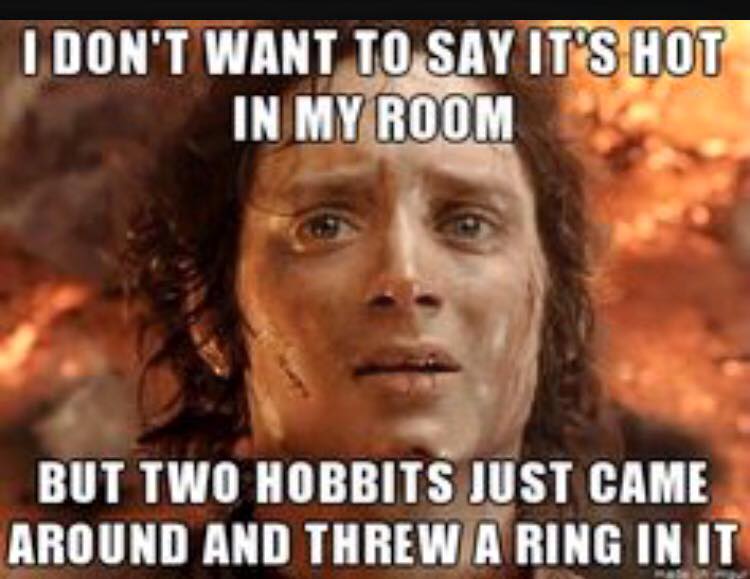 I DON'T WANT TO SAY IT'S HOT
IN MY ROOM
BUT TWO HOBBITS JUST CAME
AROUND AND THREW A RING IN IT